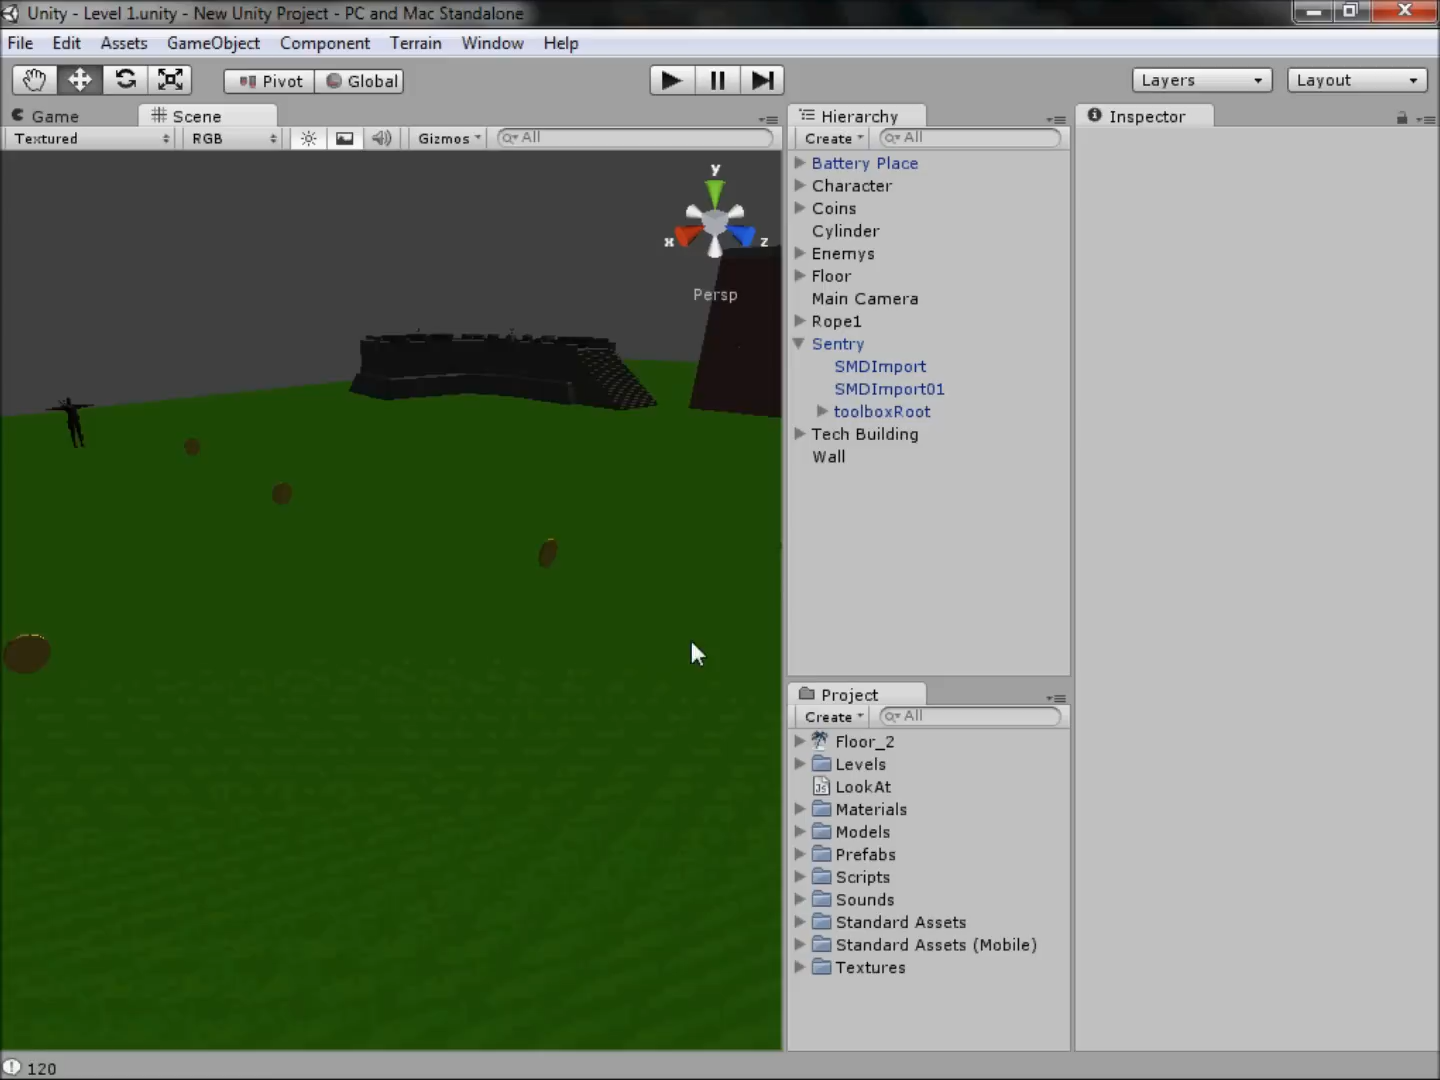 Unity - Level 1.unity - New Unity Project - PC and Mac Standalone
File Edit Assets GameObject Component Terrain Window Help
Pivot Global Layers Layout
Game Scene
Textured RGB Gizmos All
y
x z
Persp
Hierarchy
Create All
Battery Place
Character
Coins
Cylinder
Enemys
Floor
Main Camera
Rope1
Sentry
SMDImport
SMDImport01
toolboxRoot
Tech Building
Wall
Project
Create All
Floor_2
Levels
LookAt
Materials
Models
Prefabs
Scripts
Sounds
Standard Assets
Standard Assets (Mobile)
Textures
Inspector
120